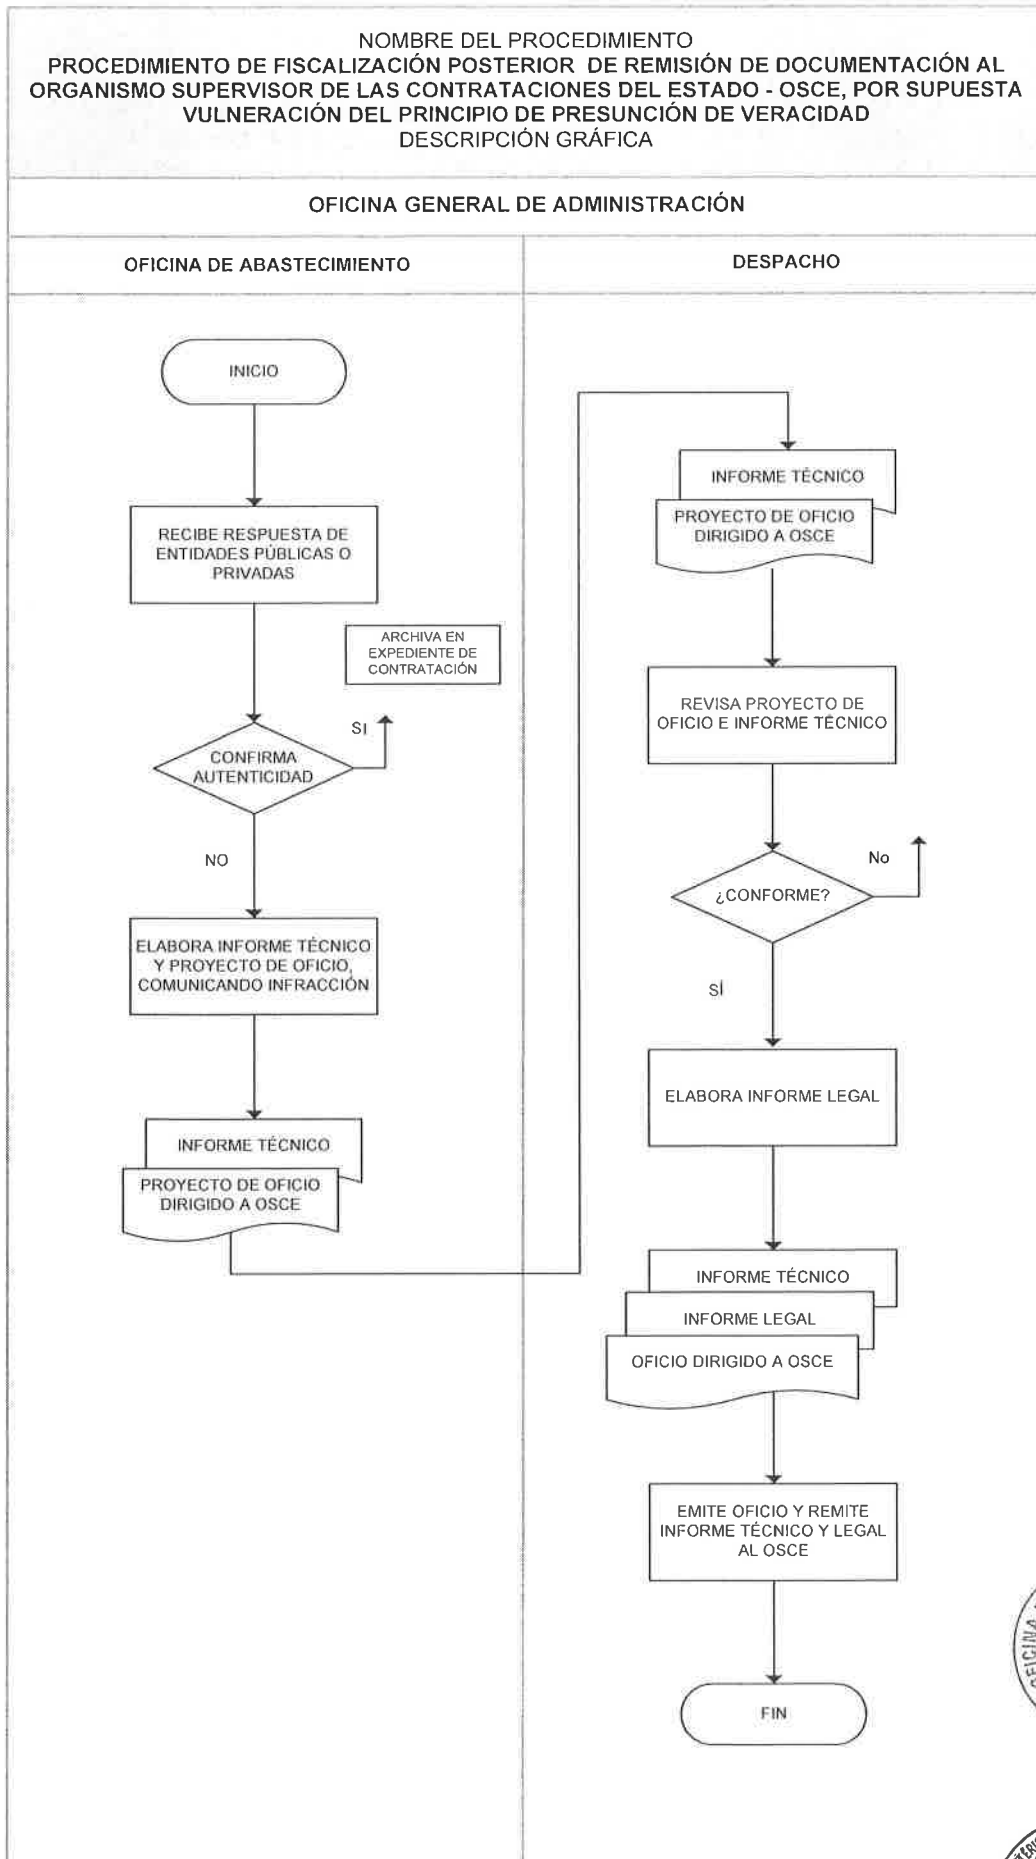 NOMBRE DEL PROCEDIMIENTO
PROCEDIMIENTO DE FISCALIZACIÓN POSTERIOR DE REMISIÓN DE DOCUMENTACIÓN AL
ORGANISMO SUPERVISOR DE LAS CONTRATACIONES DEL ESTADO - OSCE, POR SUPUESTA
VULNERACIÓN DEL PRINCIPIO DE PRESUNCIÓN DE VERACIDAD
DESCRIPCIÓN GRÁFICA
OFICINA GENERAL DE ADMINISTRACIÓN
OFICINA DE ABASTECIMIENTO
DESPACHO
INICIO
RECIBE RESPUESTA DE
ENTIDADES PÚBLICAS O
PRIVADAS
ARCHIVA EN
EXPEDIENTE DE
CONTRATACIÓN
SI
CONFIRMA
AUTENTICIDAD
NO
ELABORA INFORME TÉCNICO
Y PROYECTO DE OFICIO,
COMUNICANDO INFRACCIÓN
INFORME TÉCNICO
PROYECTO DE OFICIO
DIRIGIDO A OSCE
INFORME TÉCNICO
PROYECTO DE OFICIO
DIRIGIDO A OSCE
REVISA PROYECTO DE
OFICIO E INFORME TÉCNICO
No
¿CONFORME?
SÍ
ELABORA INFORME LEGAL
INFORME TÉCNICO
INFORME LEGAL
OFICIO DIRIGIDO A OSCE
EMITE OFICIO Y REMITE
INFORME TÉCNICO Y LEGAL
AL OSCE
FIN
OFICINA